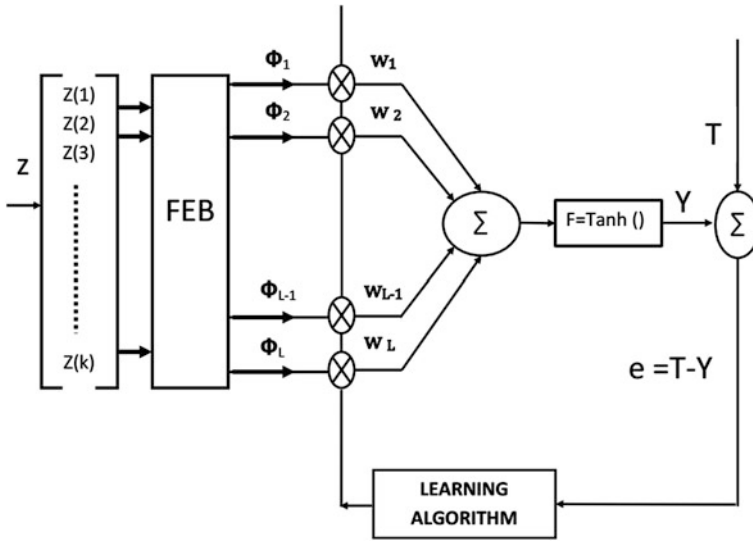 Z
Z(1)
Z(2)
Z(3)
Z(k)
FEB
Φ1
Φ2
ΦL-1
ΦL
W1
W 2
WL-1
W L
Σ
F=Tanh ()
Y
T
Σ
e =T-Y
LEARNING
ALGORITHM